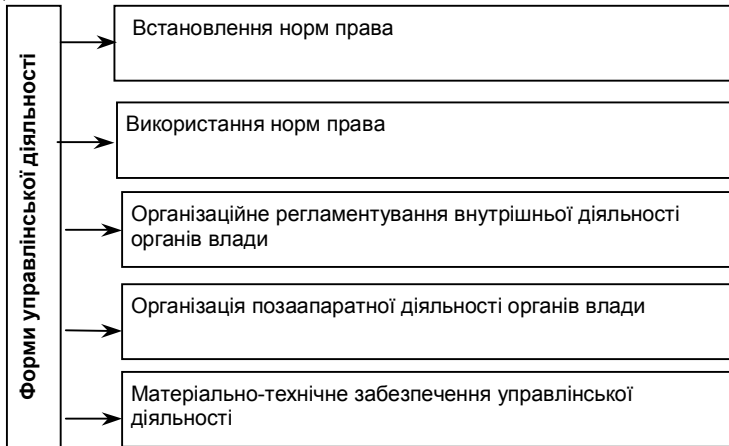 Форми управлінської діяльності
Встановлення норм права
Використання норм права
Організаційне регламентування внутрішньої діяльності
органів влади
Організація позаапаратної діяльності органів влади
Матеріально-технічне забезпечення управлінської
діяльності